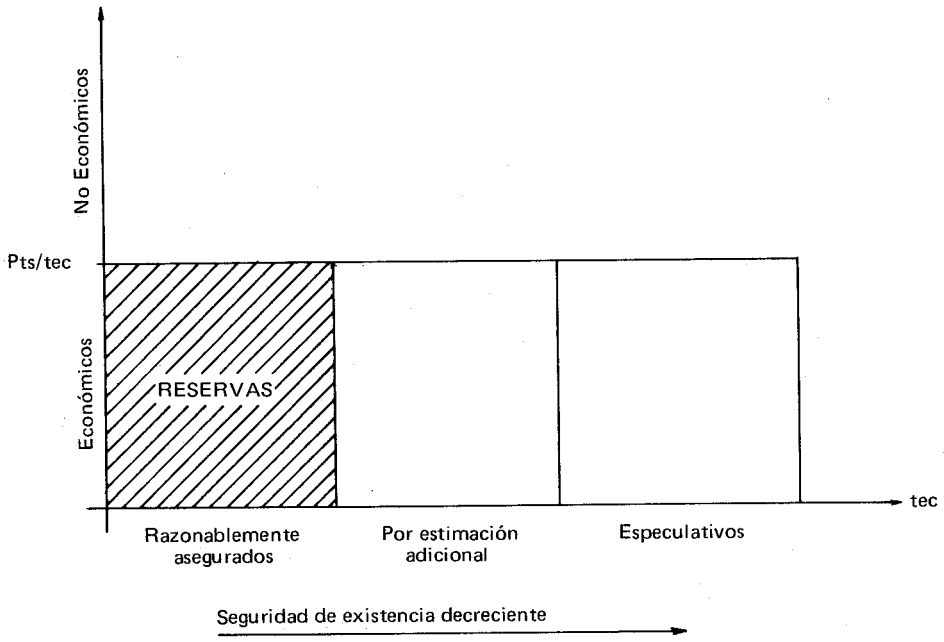 No Económicos
Pts/tec
Económicos
RESERVAS
tec
Razonablemente
asegurados
Por estimación
adicional
Especulativos
Seguridad de existencia decreciente